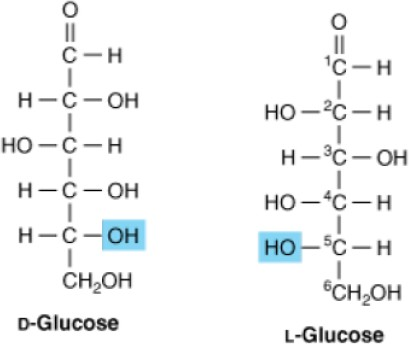 O
C — H
H — C — OH
HO — C — H
H — C — OH
H — C — OH
CH₂OH
D-Glucose
O
¹C — H
HO — ²C — H
H — ³C — OH
HO — ⁴C — H
HO — ⁵C — H
⁶CH₂OH
L-Glucose